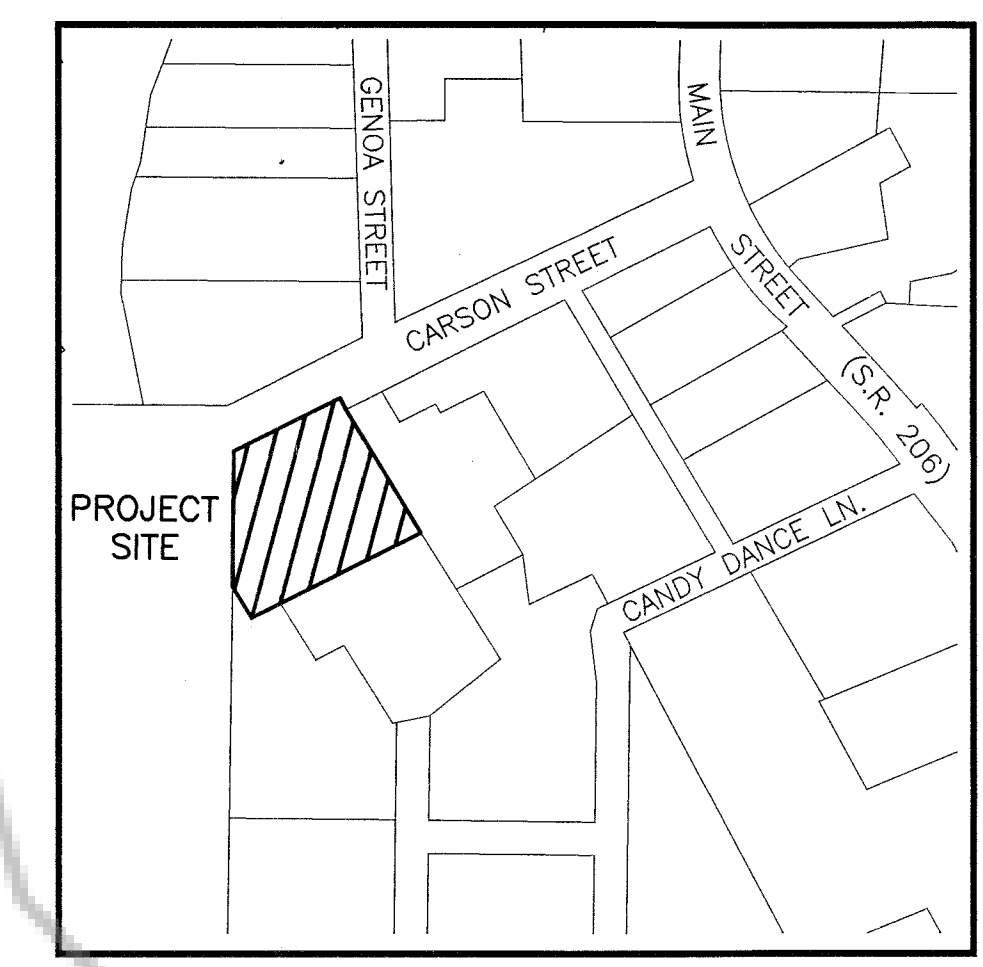 GENOA STREET
MAIN
STREET
(S.R. 206)
CARSON STREET
PROJECT
SITE
CANDY DANCE LN.